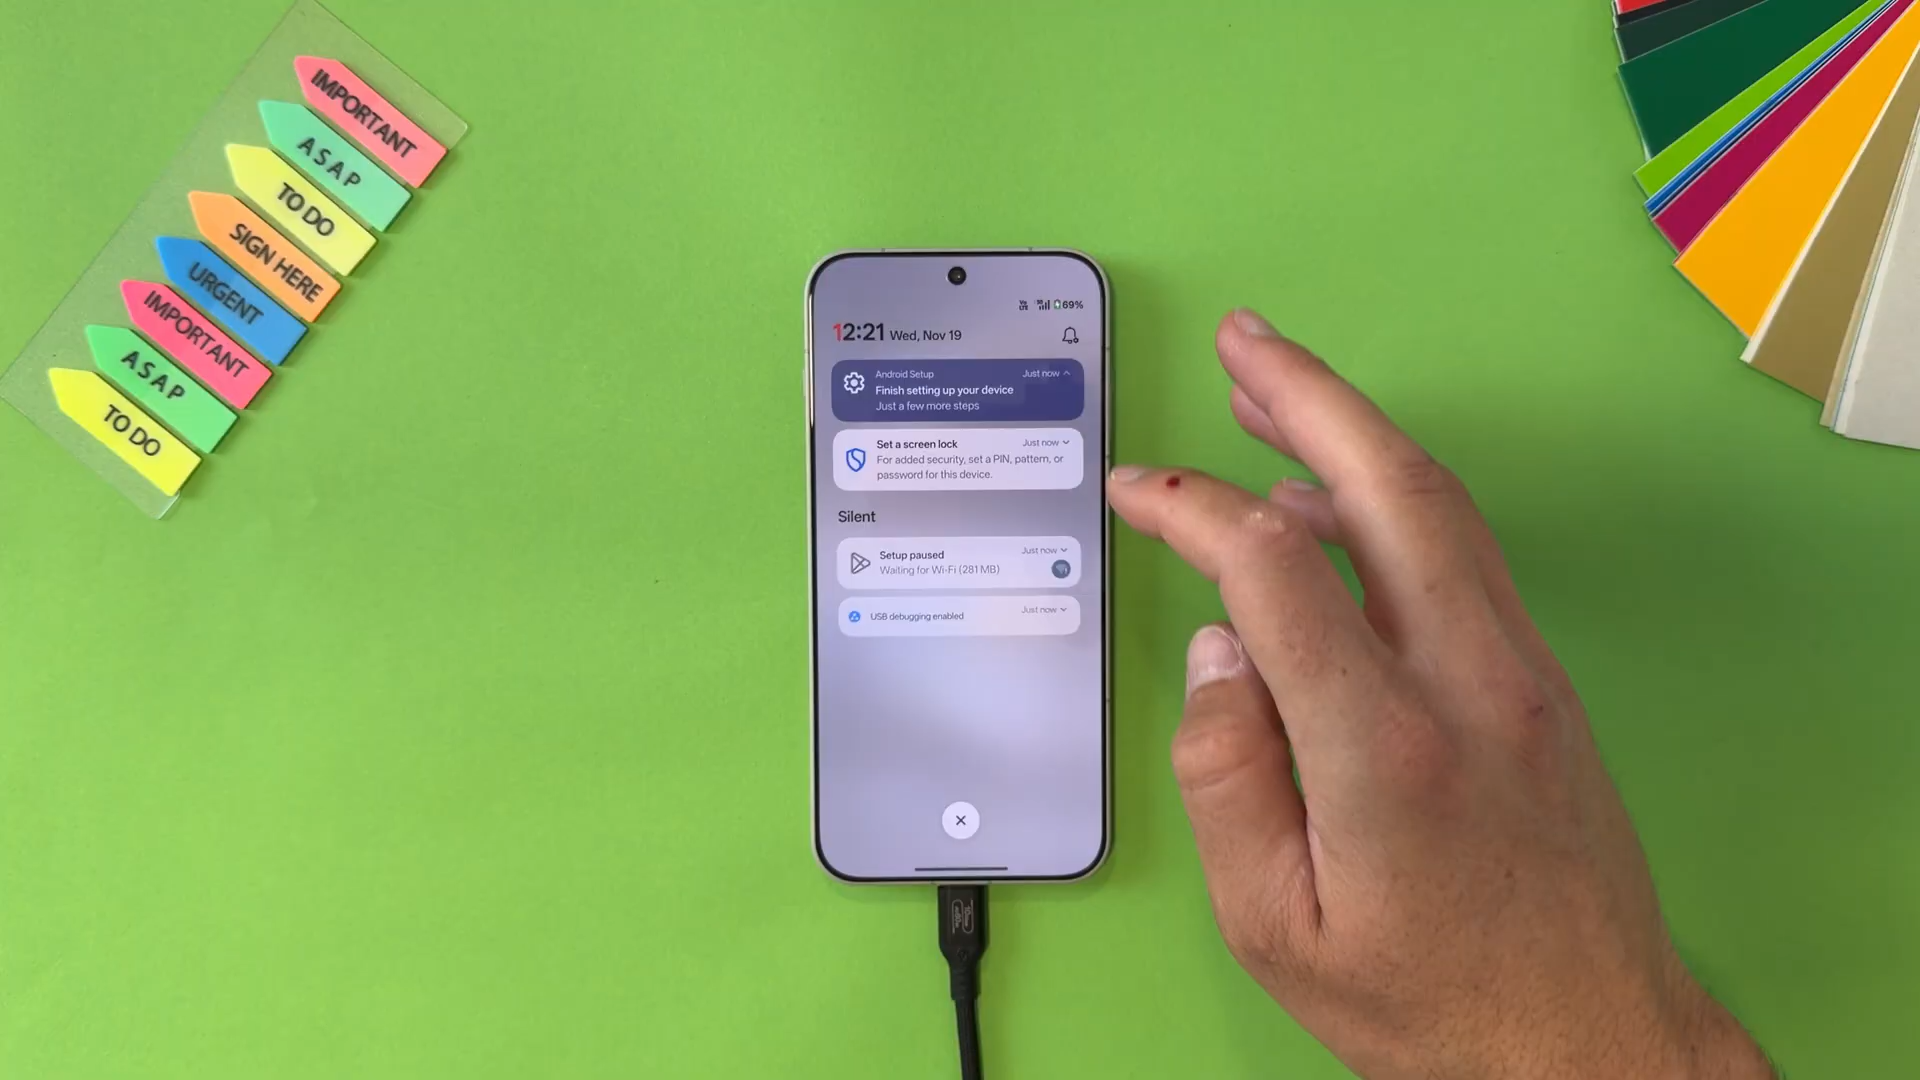 IMPORTANT
ASAP
TO DO
SIGN HERE
URGENT
IMPORTANT
ASAP
TO DO
69%
12:21 Wed, Nov 19
Android Setup
Just now
Finish setting up your device
Just a few more steps
Set a screen lock
Just now
For added security, set a PIN, pattern, or
password for this device.
Silent
Setup paused
Just now
Waiting for Wi-Fi (281 MB)
USB debugging enabled
Just now